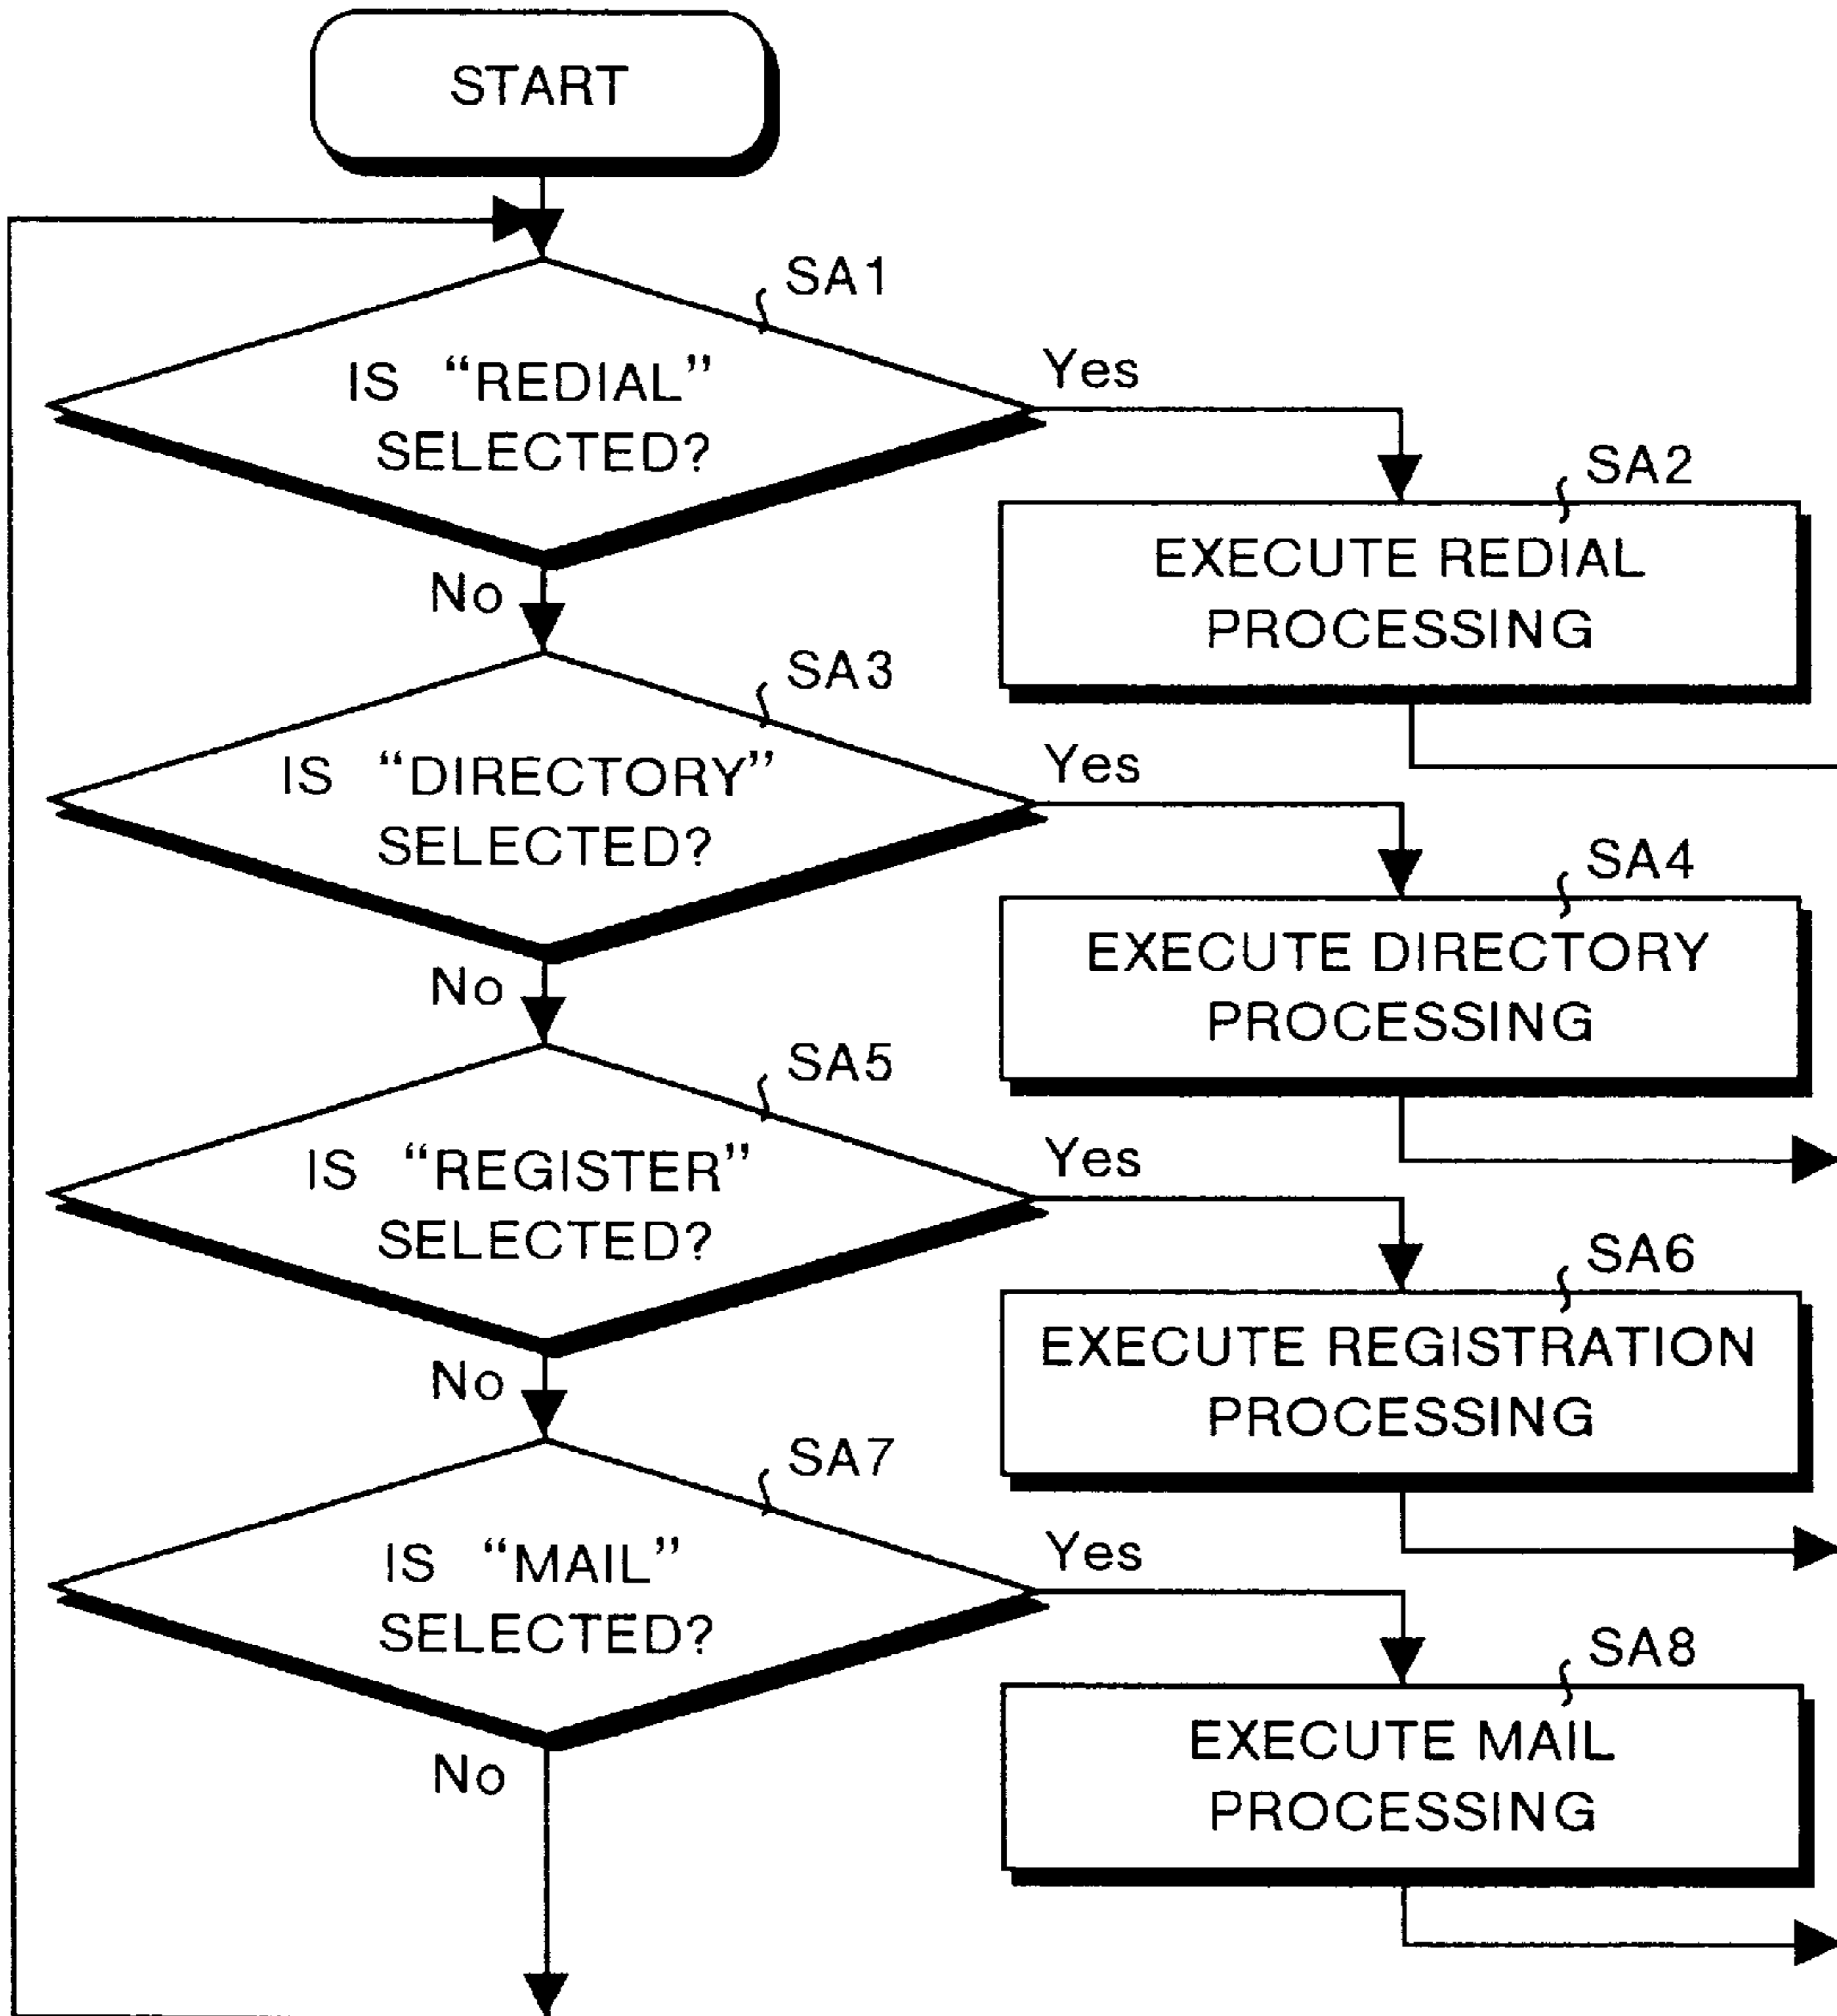 START
SA1
IS “REDIAL”
SELECTED?
Yes
SA2
EXECUTE REDIAL
PROCESSING
No
SA3
IS “DIRECTORY”
SELECTED?
Yes
SA4
EXECUTE DIRECTORY
PROCESSING
No
SA5
IS “REGISTER”
SELECTED?
Yes
SA6
EXECUTE REGISTRATION
PROCESSING
No
SA7
IS “MAIL”
SELECTED?
Yes
SA8
EXECUTE MAIL
PROCESSING
No